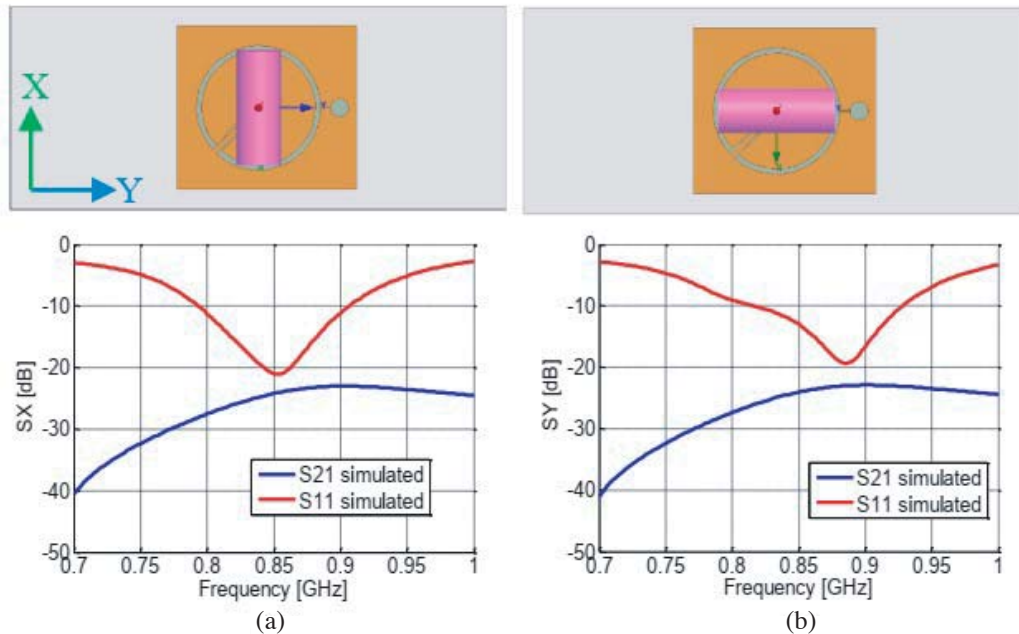 X
Y
0
-10
-20
-30
-40
-50
SX [dB]
S21 simulated
S11 simulated
0.7
0.75
0.8
0.85
0.9
0.95
1
Frequency [GHz]
(a)
0
-10
-20
-30
-40
-50
SY [dB]
S21 simulated
S11 simulated
0.7
0.75
0.8
0.85
0.9
0.95
1
Frequency [GHz]
(b)